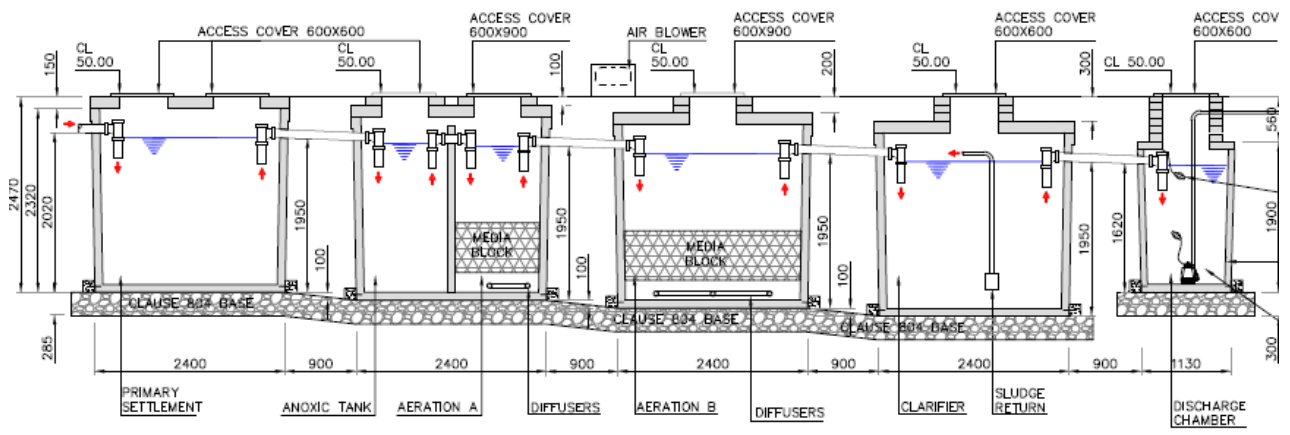 ACCESS COVER 600X600
ACCESS COVER
600X900
AIR BLOWER
ACCESS COVER
600X900
ACCESS COVER
600X600
ACCESS COV
600X600
CL
50.00
CL
50.00
CL
50.00
CL
50.00
CL 50.00
150
100
200
300
560
2470
2320
2020
1950
100
1950
100
1950
100
1950
1620
1900
285
300
MEDIA
BLOCK
MEDIA
BLOCK
CLAUSE 804 BASE
CLAUSE 804 BASE
CLAUSE 804 BASE
2400
900
2400
900
2400
900
2400
900
1130
PRIMARY
SETTLEMENT
ANOXIC TANK
AERATION A
DIFFUSERS
AERATION B
DIFFUSERS
CLARIFIER
SLUDGE
RETURN
DISCHARGE
CHAMBER